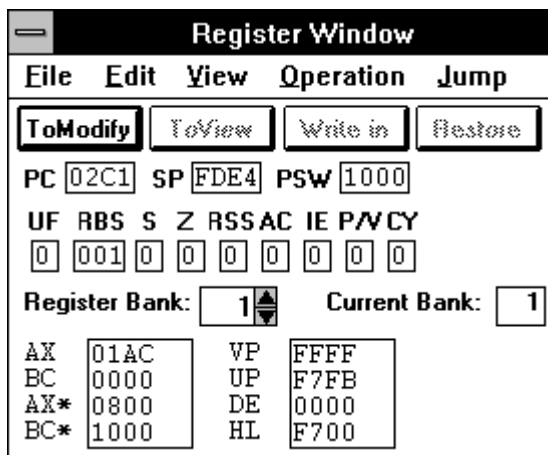 Register Window
File Edit View Operation Jump
ToModify ToView Write in Restore
PC 02C1 SP FDE4 PSW 1000
UF RBS S Z RSS AC IE P/V CY
0 001 0 0 0 0 0 0 0
Register Bank: 1 Current Bank: 1
AX 01AC VP FFFF
BC 0000 UP F7FB
AX* 0800 DE 0000
BC* 1000 HL F700